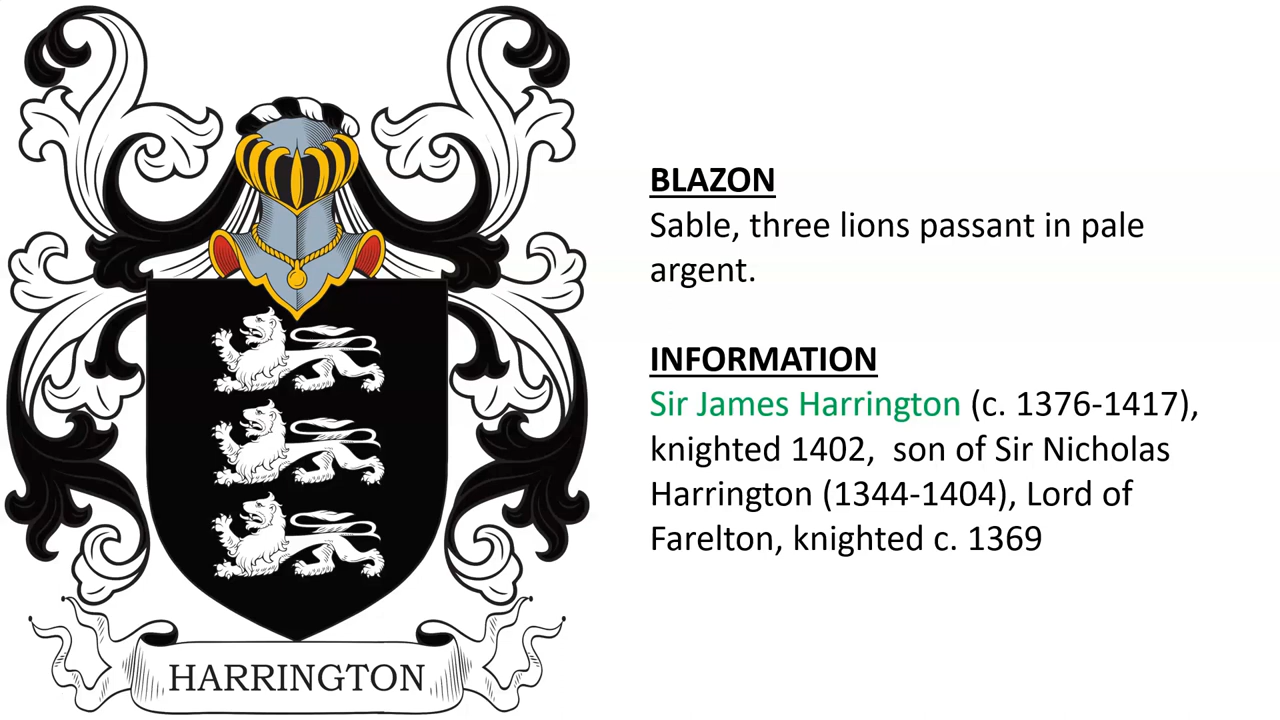 HARRINGTON
BLAZON
Sable, three lions passant in pale
argent.
INFORMATION
Sir James Harrington (c. 1376-1417),
knighted 1402,  son of Sir Nicholas
Harrington (1344-1404), Lord of
Farelton, knighted c. 1369